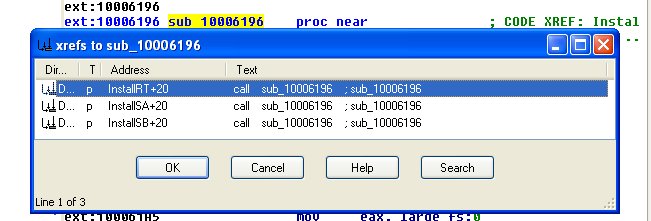 ext:10006196
ext:10006196 sub_10006196 proc near ; CODE XREF: Instal
xrefs to sub_10006196
Dir... T Address Text
D... p InstallRT+20 call sub_10006196 ; sub_10006196
D... p InstallSA+20 call sub_10006196 ; sub_10006196
D... p InstallSB+20 call sub_10006196 ; sub_10006196
OK Cancel Help Search
Line 1 of 3
ext:100061A5 mov eax, large fs:0